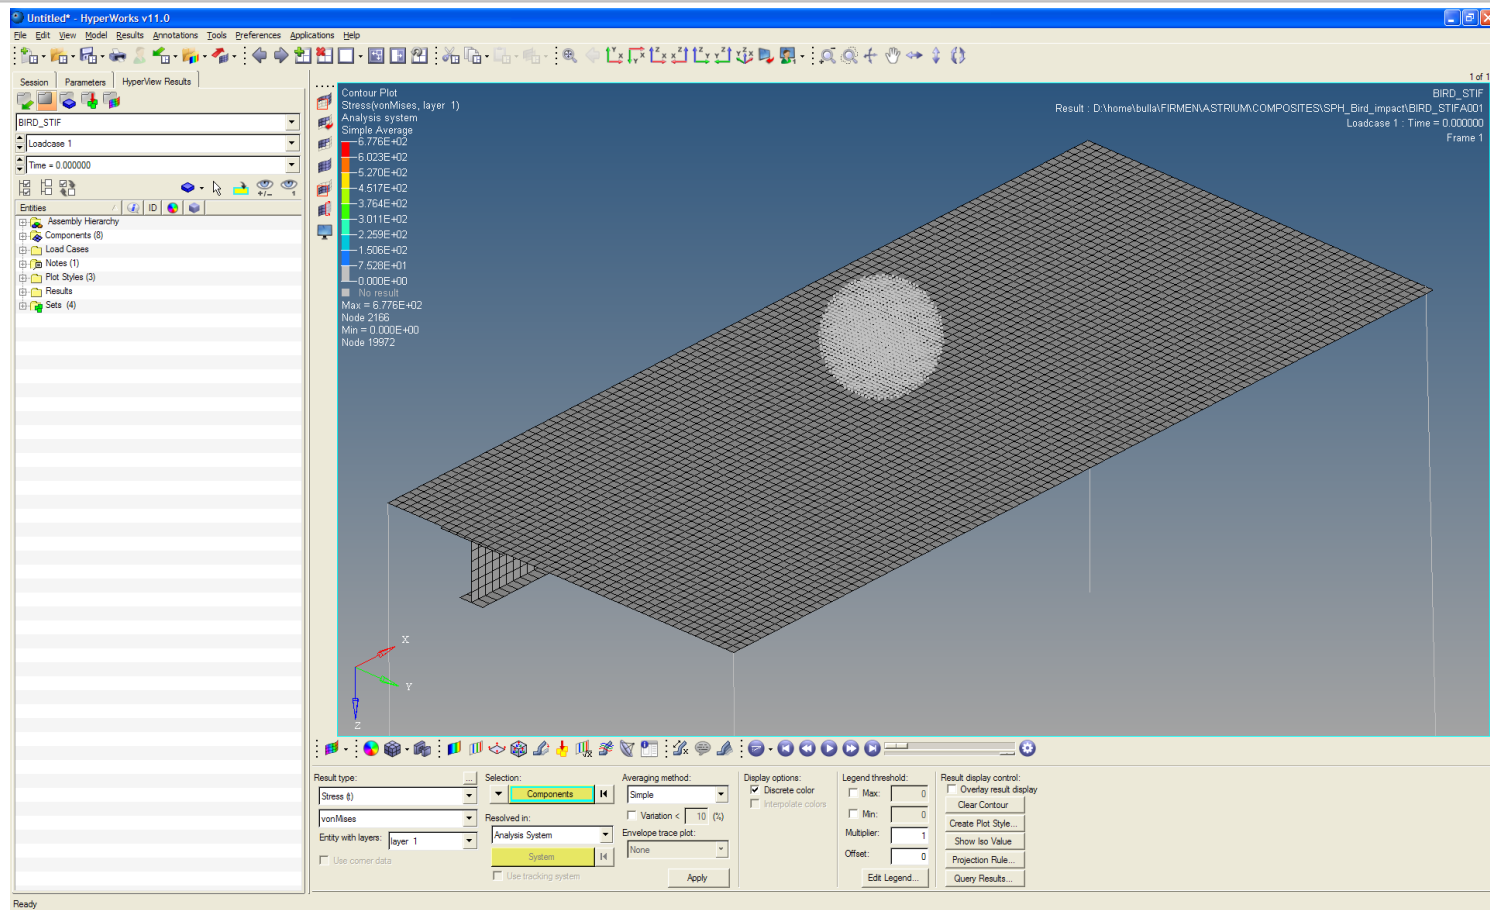 Untitled* - HyperWorks v11.0
File Edit View Model Results Annotations Tools Preferences Applications Help
Session Parameters HyperView Results
1 of 1
BIRD_STIF
Loadcase 1
Time = 0.000000
Entities ID
Assembly Hierarchy
Components (8)
Load Cases
Notes (1)
Plot Styles (3)
Results
Sets (4)
Contour Plot
Stress(vonMises, layer 1)
Analysis system
Simple Average
6.776E+02
6.023E+02
5.270E+02
4.517E+02
3.764E+02
3.011E+02
2.259E+02
1.506E+02
7.528E+01
0.000E+00
No result
Max = 6.776E+02
Node 2166
Min = 0.000E+00
Node 19972
BIRD_STIF
Result : D:\home\bulla\FIRMEN\ASTRIUM\COMPOSITES\SPH_Bird_impact\BIRD_STIFA001
Loadcase 1 : Time = 0.000000
Frame 1
X
Y
Z
Result type: ...
Stress (t)
vonMises
Entity with layers: layer 1
Use corner data
Selection:
Components
Resolved in:
Analysis System
System
Use tracking system
Averaging method:
Simple
Variation < 10 (%)
Envelope trace plot:
None
Apply
Display options:
Discrete color
Interpolate colors
Legend threshold:
Max: 0
Min: 0
Multiplier: 1
Offset: 0
Edit Legend...
Result display control:
Overlay result display
Clear Contour
Create Plot Style...
Show Iso Value
Projection Rule...
Query Results...
Ready